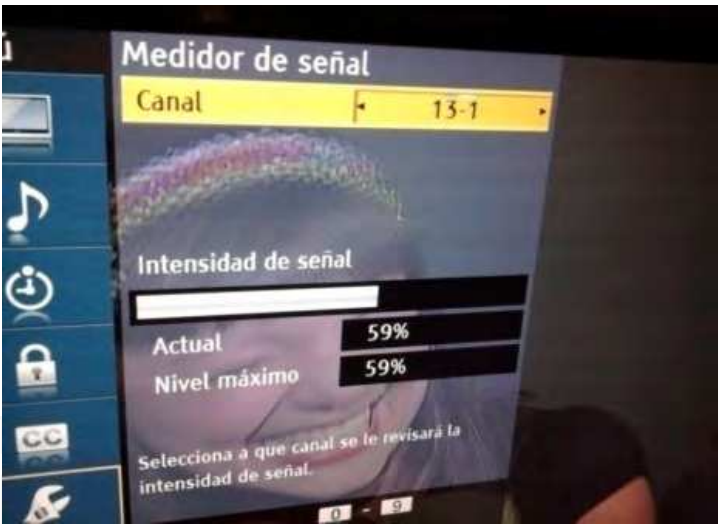 ú
Medidor de señal
Canal
13-1
Intensidad de señal
Actual
59%
Nivel máximo
59%
CC
Selecciona a que canal se le revisará la
intensidad de señal.
0 - 9